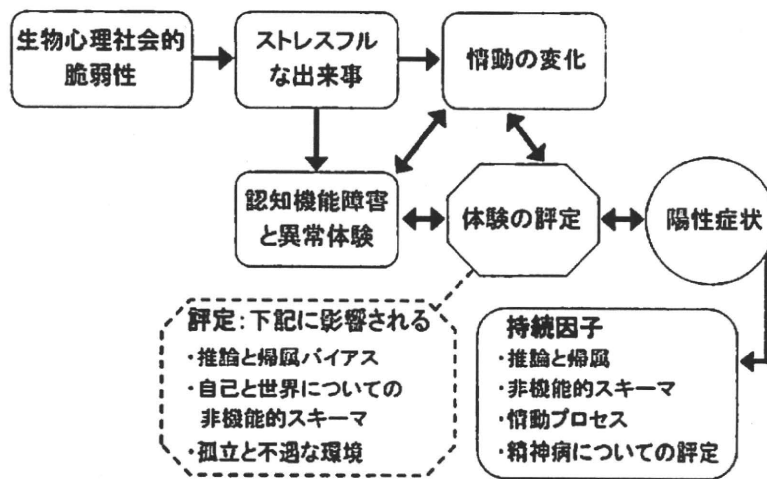 生物心理社会的
脆弱性
ストレスフル
な出来事
情動の変化
認知機能障害
と異常体験
体験の評定
陽性症状
評定:下記に影響される
・推論と帰属バイアス
・自己と世界についての
非機能的スキーマ
・孤立と不遇な環境
持続因子
・推論と帰属
・非機能的スキーマ
・情動プロセス
・精神病についての評定